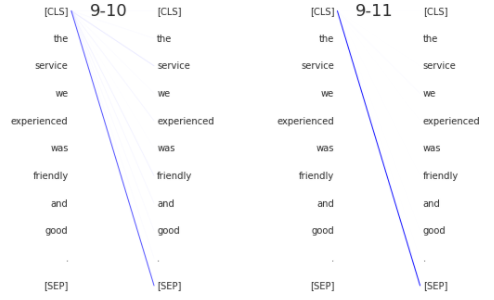 [CLS] 9-10 [CLS] [CLS] 9-11 [CLS]
the the the the
service service service service
we we we we
experienced experienced experienced experienced
was was was was
friendly friendly friendly friendly
and and and and
good good good good
. . . .
[SEP] [SEP] [SEP] [SEP]